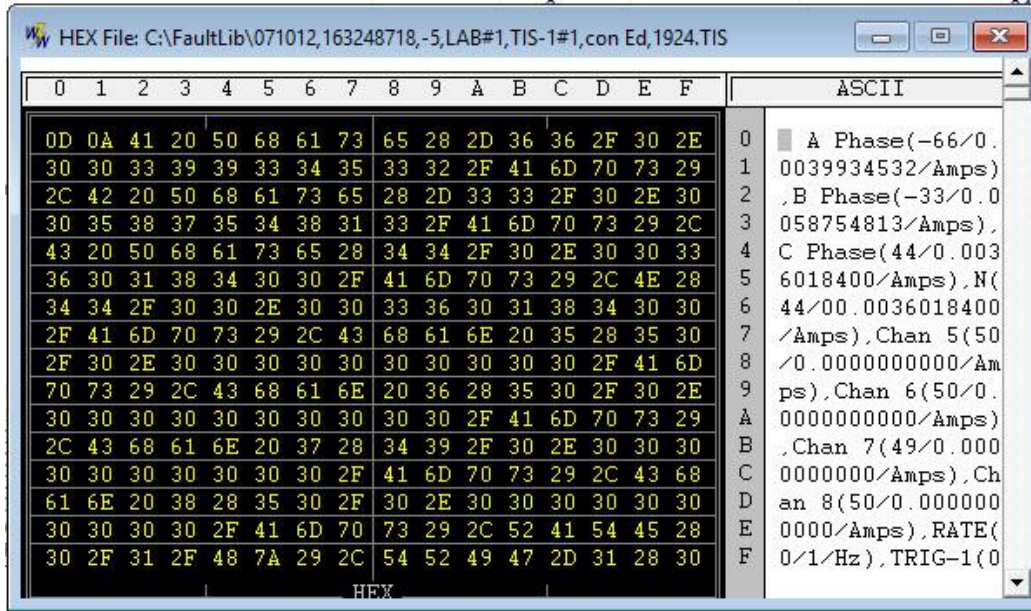 HEX File: C:\FaultLib\071012,163248718,-5,LAB#1,TIS-1#1,con Ed,1924.TIS
0 1 2 3 4 5 6 7 8 9 A B C D E F ASCII
0D 0A 41 20 50 68 61 73 65 28 2D 36 36 2F 30 2E 0 A Phase(-66/0.
30 30 33 39 39 33 34 35 33 32 2F 41 6D 70 73 29 1 0039934532/Amps)
2C 42 20 50 68 61 73 65 28 2D 33 33 2F 30 2E 30 2 ,B Phase(-33/0.0
30 35 38 37 35 34 38 31 33 2F 41 6D 70 73 29 2C 3 058754813/Amps),
43 20 50 68 61 73 65 28 34 34 2F 30 2E 30 30 33 4 C Phase(44/0.003
36 30 31 38 34 30 30 2F 41 6D 70 73 29 2C 4E 28 5 6018400/Amps),N(
34 34 2F 30 30 2E 30 30 33 36 30 31 38 34 30 30 6 44/00.0036018400
2F 41 6D 70 73 29 2C 43 68 61 6E 20 35 28 35 30 7 /Amps),Chan 5(50
2F 30 2E 30 30 30 30 30 30 30 30 30 30 2F 41 6D 8 /0.0000000000/Am
70 73 29 2C 43 68 61 6E 20 36 28 35 30 2F 30 2E 9 ps),Chan 6(50/0.
30 30 30 30 30 30 30 30 30 30 2F 41 6D 70 73 29 A 0000000000/Amps)
2C 43 68 61 6E 20 37 28 34 39 2F 30 2E 30 30 30 B ,Chan 7(49/0.000
30 30 30 30 30 30 30 2F 41 6D 70 73 29 2C 43 68 C 0000000/Amps),Ch
61 6E 20 38 28 35 30 2F 30 2E 30 30 30 30 30 30 D an 8(50/0.000000
30 30 30 30 2F 41 6D 70 73 29 2C 52 41 54 45 28 E 0000/Amps),RATE(
30 2F 31 2F 48 7A 29 2C 54 52 49 47 2D 31 28 30 F 0/1/Hz),TRIG-1(0
HEX